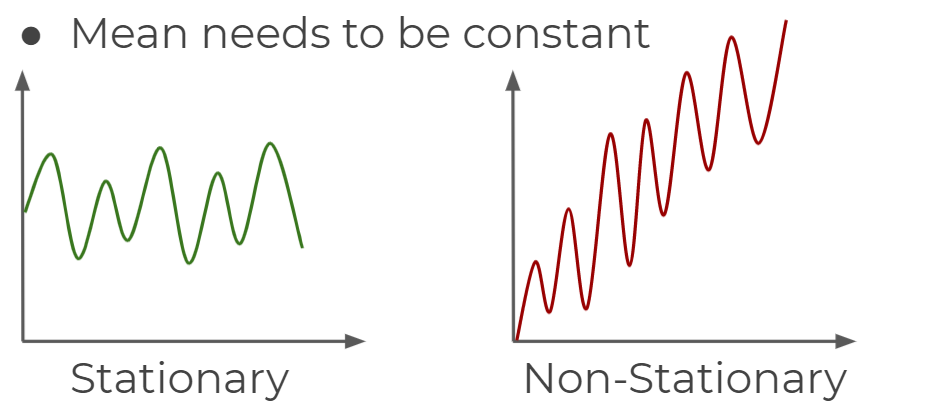 ● Mean needs to be constant
Stationary
Non-Stationary